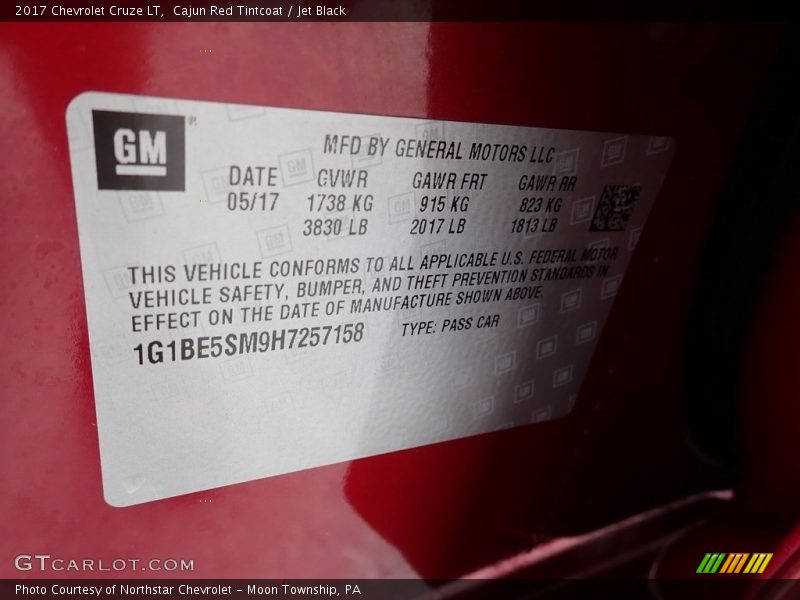 2017 Chevrolet Cruze LT,  Cajun Red Tintcoat / Jet Black
GM
MFD BY GENERAL MOTORS LLC
DATE GVWR GAWR FRT GAWR RR
05/17 1738 KG 915 KG 823 KG
3830 LB 2017 LB 1813 LB
THIS VEHICLE CONFORMS TO ALL APPLICABLE U.S. FEDERAL MOTOR
VEHICLE SAFETY, BUMPER, AND THEFT PREVENTION STANDARDS IN
EFFECT ON THE DATE OF MANUFACTURE SHOWN ABOVE.
1G1BE5SM9H7257158 TYPE: PASS CAR
GTCARLOT.COM
Photo Courtesy of Northstar Chevrolet - Moon Township, PA